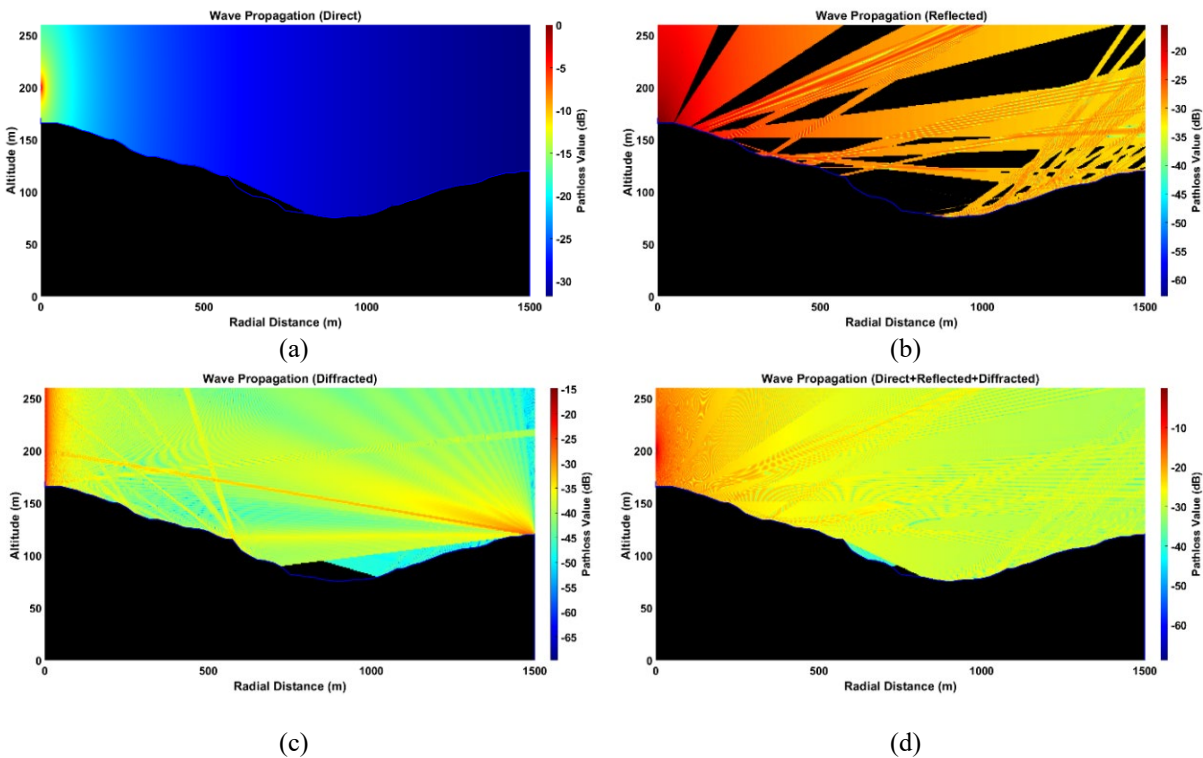 Wave Propagation (Direct)
250
200
150
100
50
0
Altitude (m)
0 500 1000 1500
Radial Distance (m)
0
-5
-10
-15
-20
-25
-30
Pathloss Value (dB)
(a)
Wave Propagation (Reflected)
250
200
150
100
50
0
Altitude (m)
0 500 1000 1500
Radial Distance (m)
-20
-25
-30
-35
-40
-45
-50
-55
-60
Pathloss Value (dB)
(b)
Wave Propagation (Diffracted)
250
200
150
100
50
0
Altitude (m)
0 500 1000 1500
Radial Distance (m)
-15
-20
-25
-30
-35
-40
-45
-50
-55
-60
-65
Pathloss Value (dB)
(c)
Wave Propagation (Direct+Reflected+Diffracted)
250
200
150
100
50
0
Altitude (m)
0 500 1000 1500
Radial Distance (m)
-10
-20
-30
-40
-50
-60
Pathloss Value (dB)
(d)